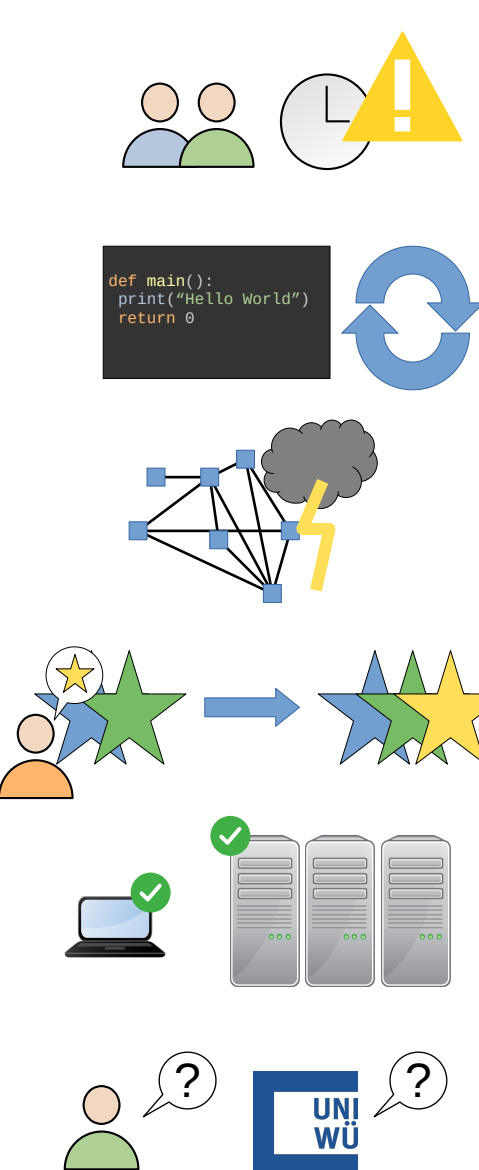 !
def main():
print(“Hello World”)
return 0
?
?
UNI
WÜ